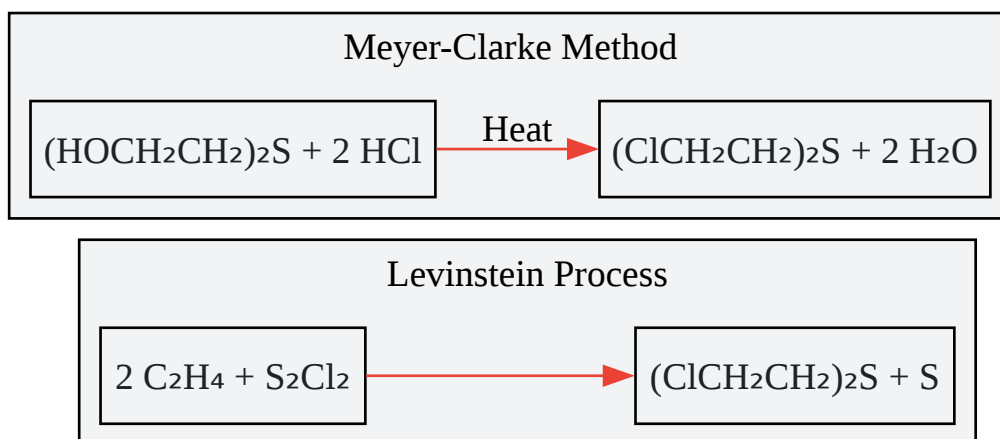 Meyer-Clarke Method
(HOCH₂CH₂)₂S + 2 HCl
Heat
(ClCH₂CH₂)₂S + 2 H₂O
Levinstein Process
2 C₂H₄ + S₂Cl₂
(ClCH₂CH₂)₂S + S